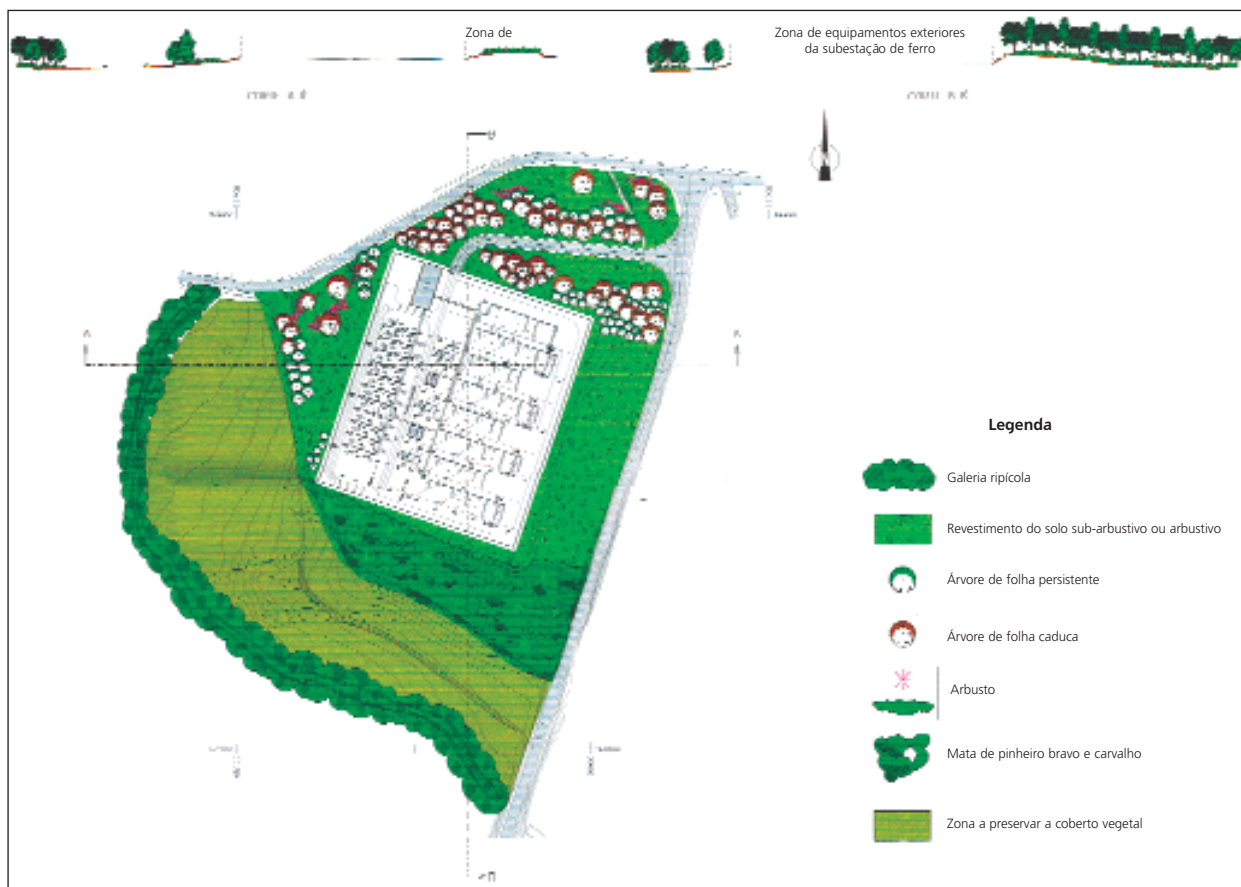 Zona de
Zona de equipamentos exteriores
da subestação de ferro
Legenda
Galeria ripícola
Revestimento do solo sub-arbustivo ou arbustivo
Árvore de folha persistente
Árvore de folha caduca
Arbusto
Mata de pinheiro bravo e carvalho
Zona a preservar a coberto vegetal